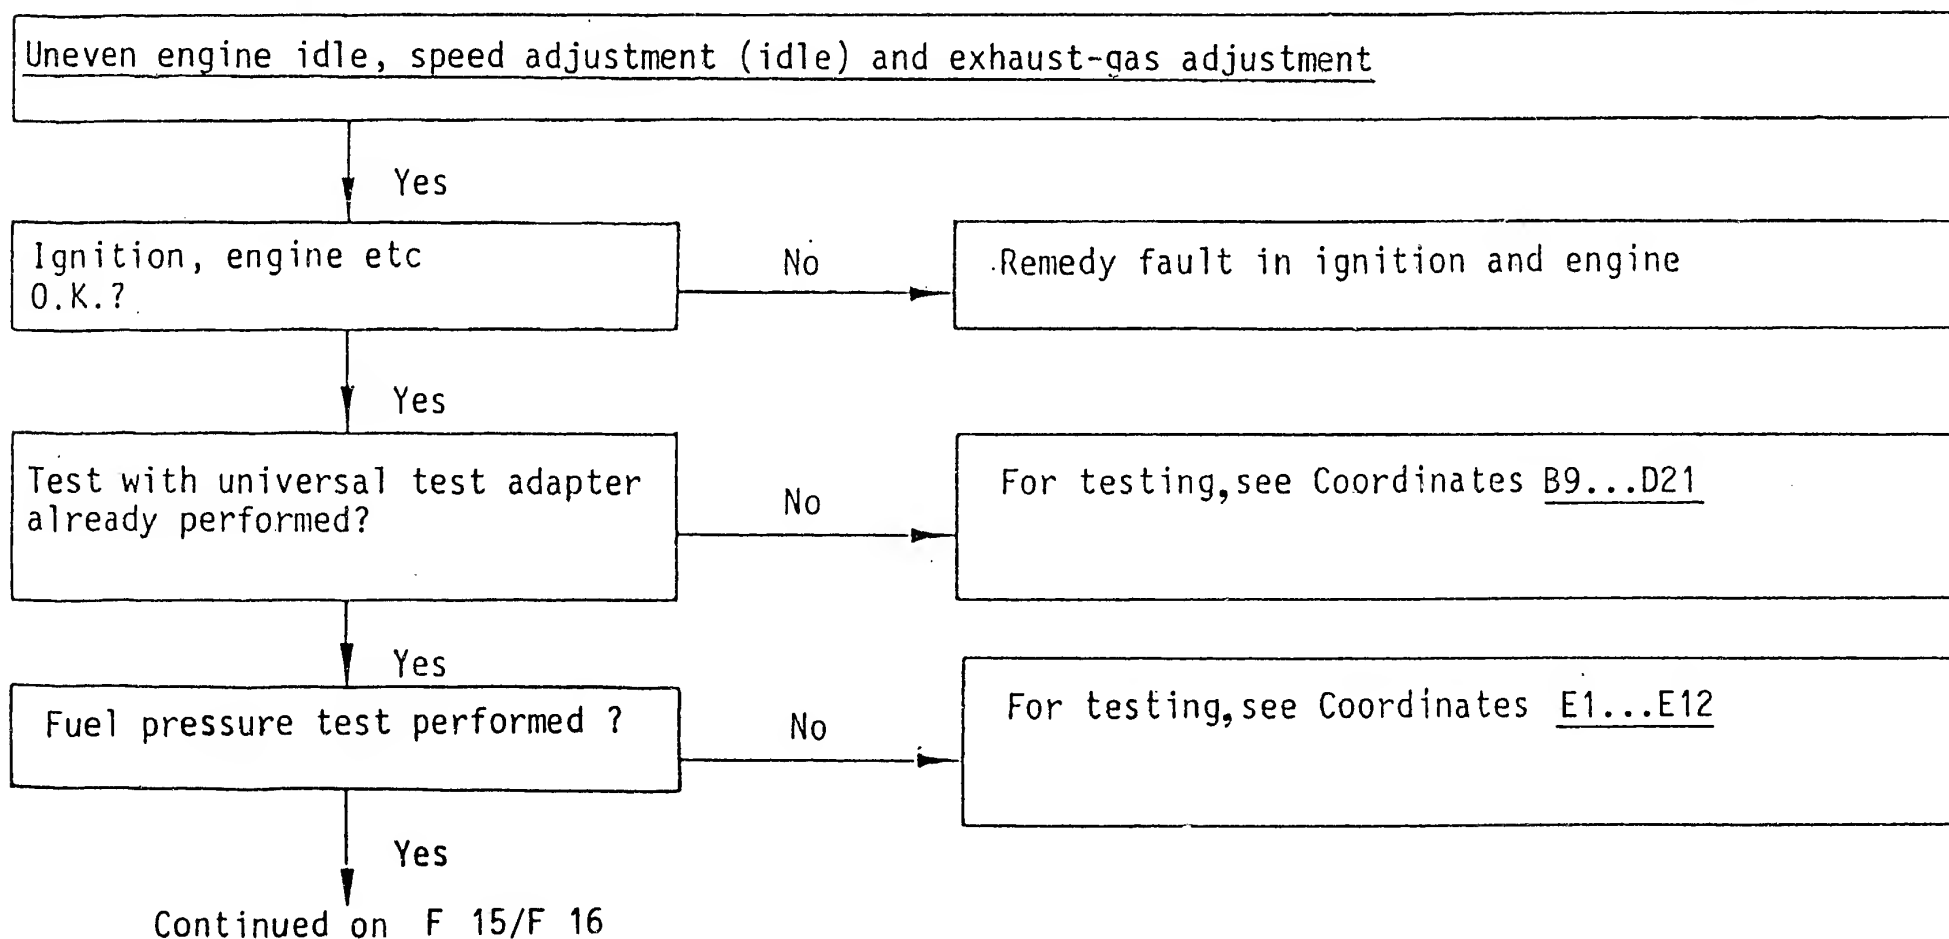 Uneven engine idle, speed adjustment (idle) and exhaust-gas adjustment
Yes
Ignition, engine etc
O.K.?
No
Remedy fault in ignition and engine
Yes
Test with universal test adapter
already performed?
No
For testing, see Coordinates B9...D21
Yes
Fuel pressure test performed ?
No
For testing, see Coordinates E1...E12
Yes
Continued on F 15/F 16